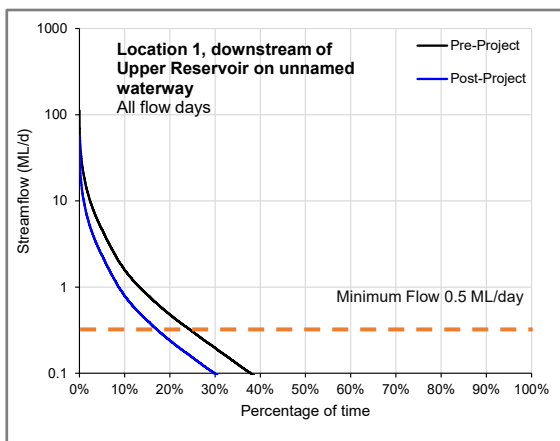 1000
100
10
1
0.1
Streamflow (ML/d)
Location 1, downstream of
Upper Reservoir on unnamed
waterway
All flow days
Pre-Project
Post-Project
Minimum Flow 0.5 ML/day
0% 10% 20% 30% 40% 50% 60% 70% 80% 90% 100%
Percentage of time